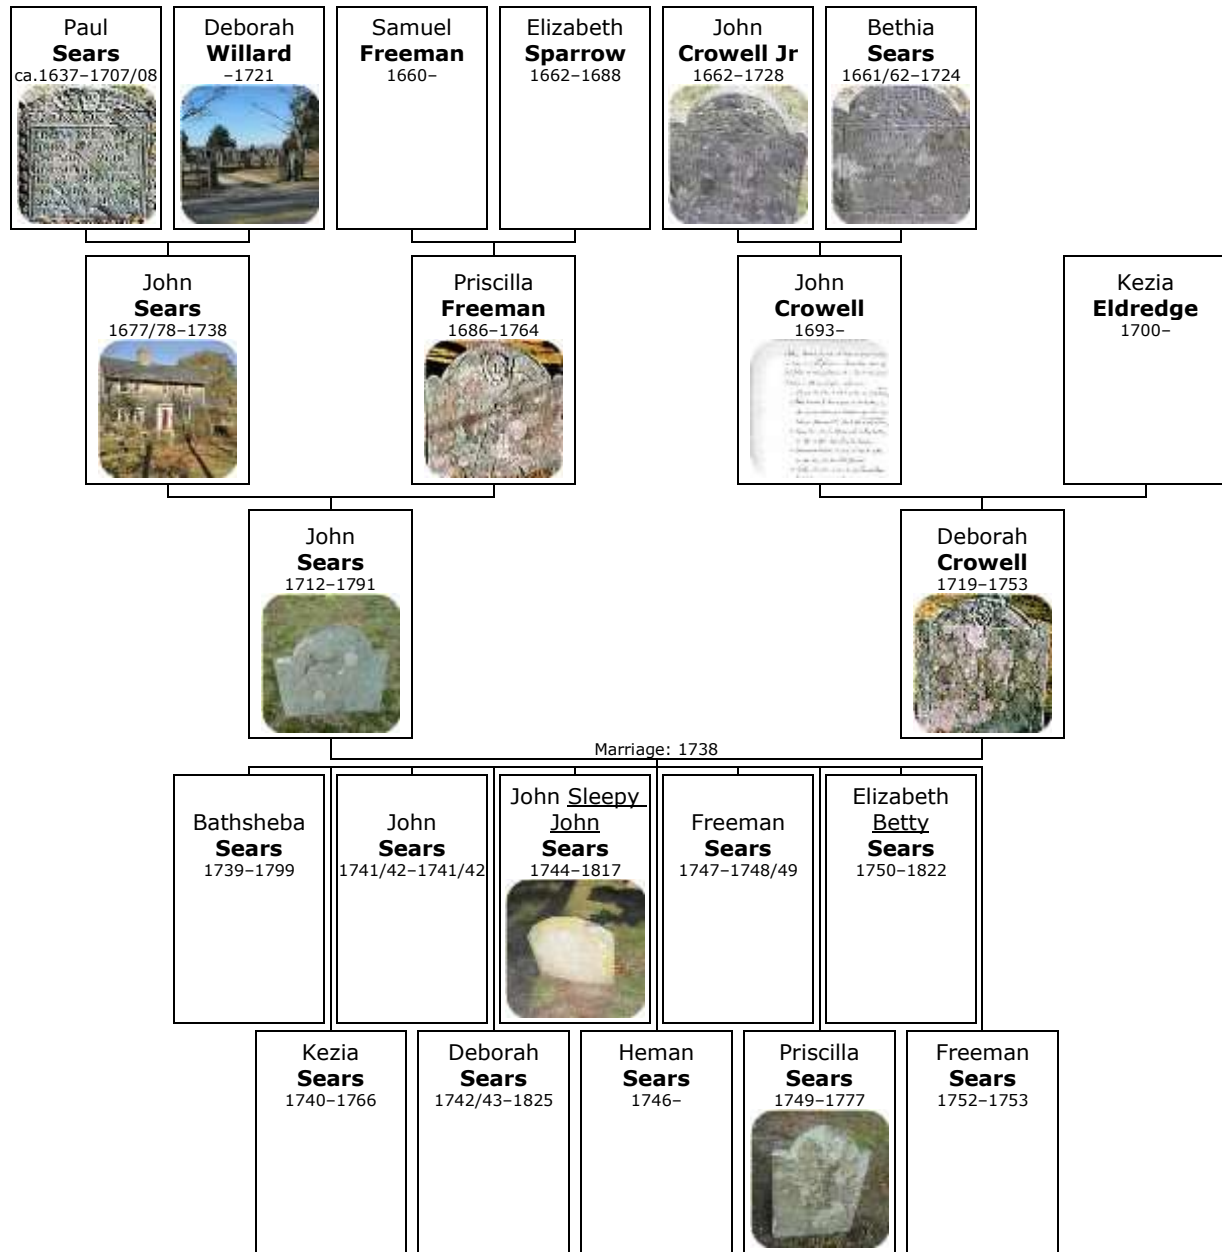 Paul
Sears
ca.1637–1707/08
Deborah
Willard
–1721
Samuel
Freeman
1660–
Elizabeth
Sparrow
1662–1688
John
Crowell Jr
1662–1728
Bethia
Sears
1661/62–1724
John
Sears
1677/78–1738
Priscilla
Freeman
1686–1764
John
Crowell
1693–
Kezia
Eldredge
1700–
John
Sears
1712–1791
Deborah
Crowell
1719–1753
Marriage: 1738
Bathsheba
Sears
1739–1799
John
Sears
1741/42–1741/42
John Sleepy
John
Sears
1744–1817
Freeman
Sears
1747–1748/49
Elizabeth
Betty
Sears
1750–1822
Kezia
Sears
1740–1766
Deborah
Sears
1742/43–1825
Heman
Sears
1746–
Priscilla
Sears
1749–1777
Freeman
Sears
1752–1753